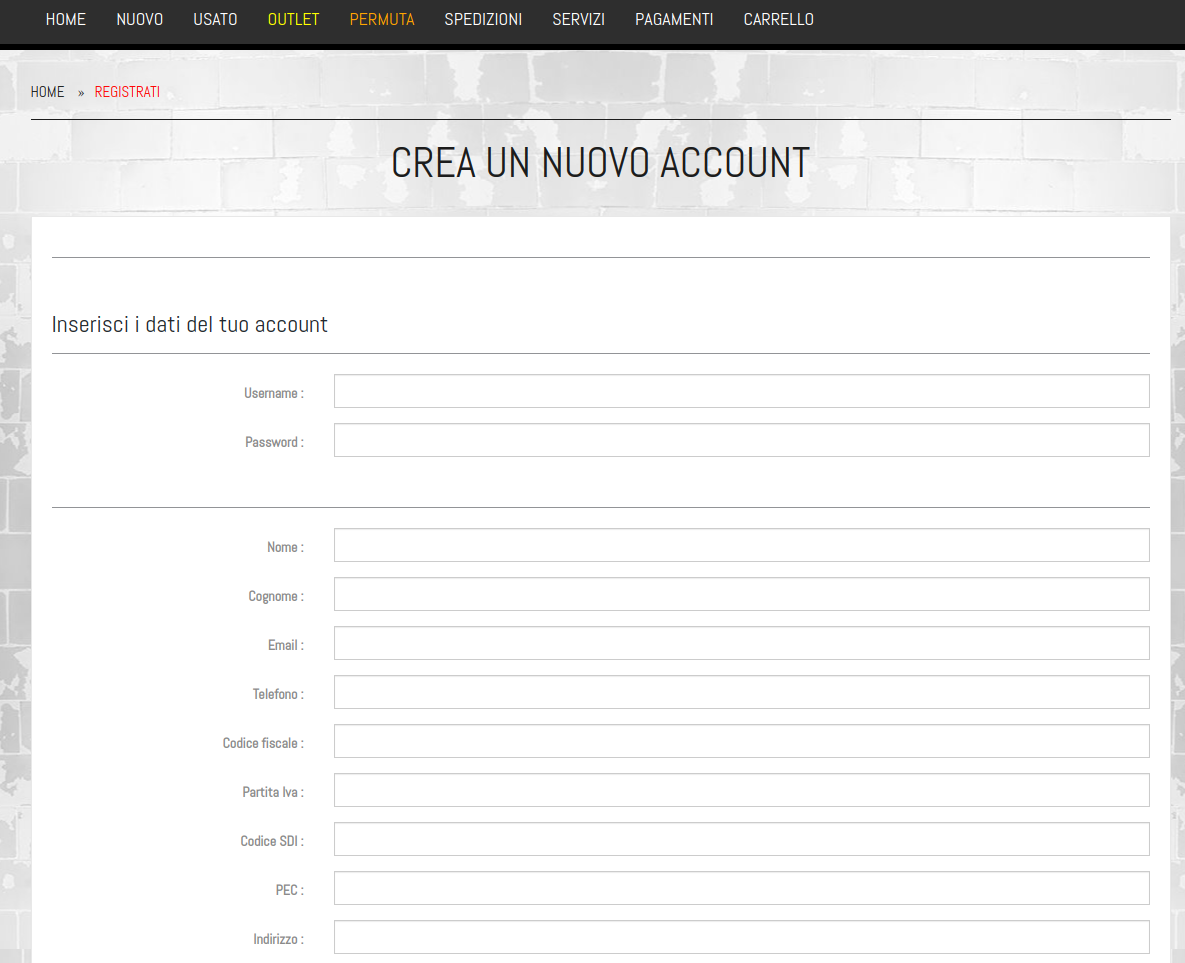 HOME NUOVO USATO OUTLET PERMUTA SPEDIZIONI SERVIZI PAGAMENTI CARRELLO
HOME » REGISTRATI
CREA UN NUOVO ACCOUNT
Inserisci i dati del tuo account
Username :
Password :
Nome :
Cognome :
Email :
Telefono :
Codice fiscale :
Partita Iva :
Codice SDI :
PEC :
Indirizzo :